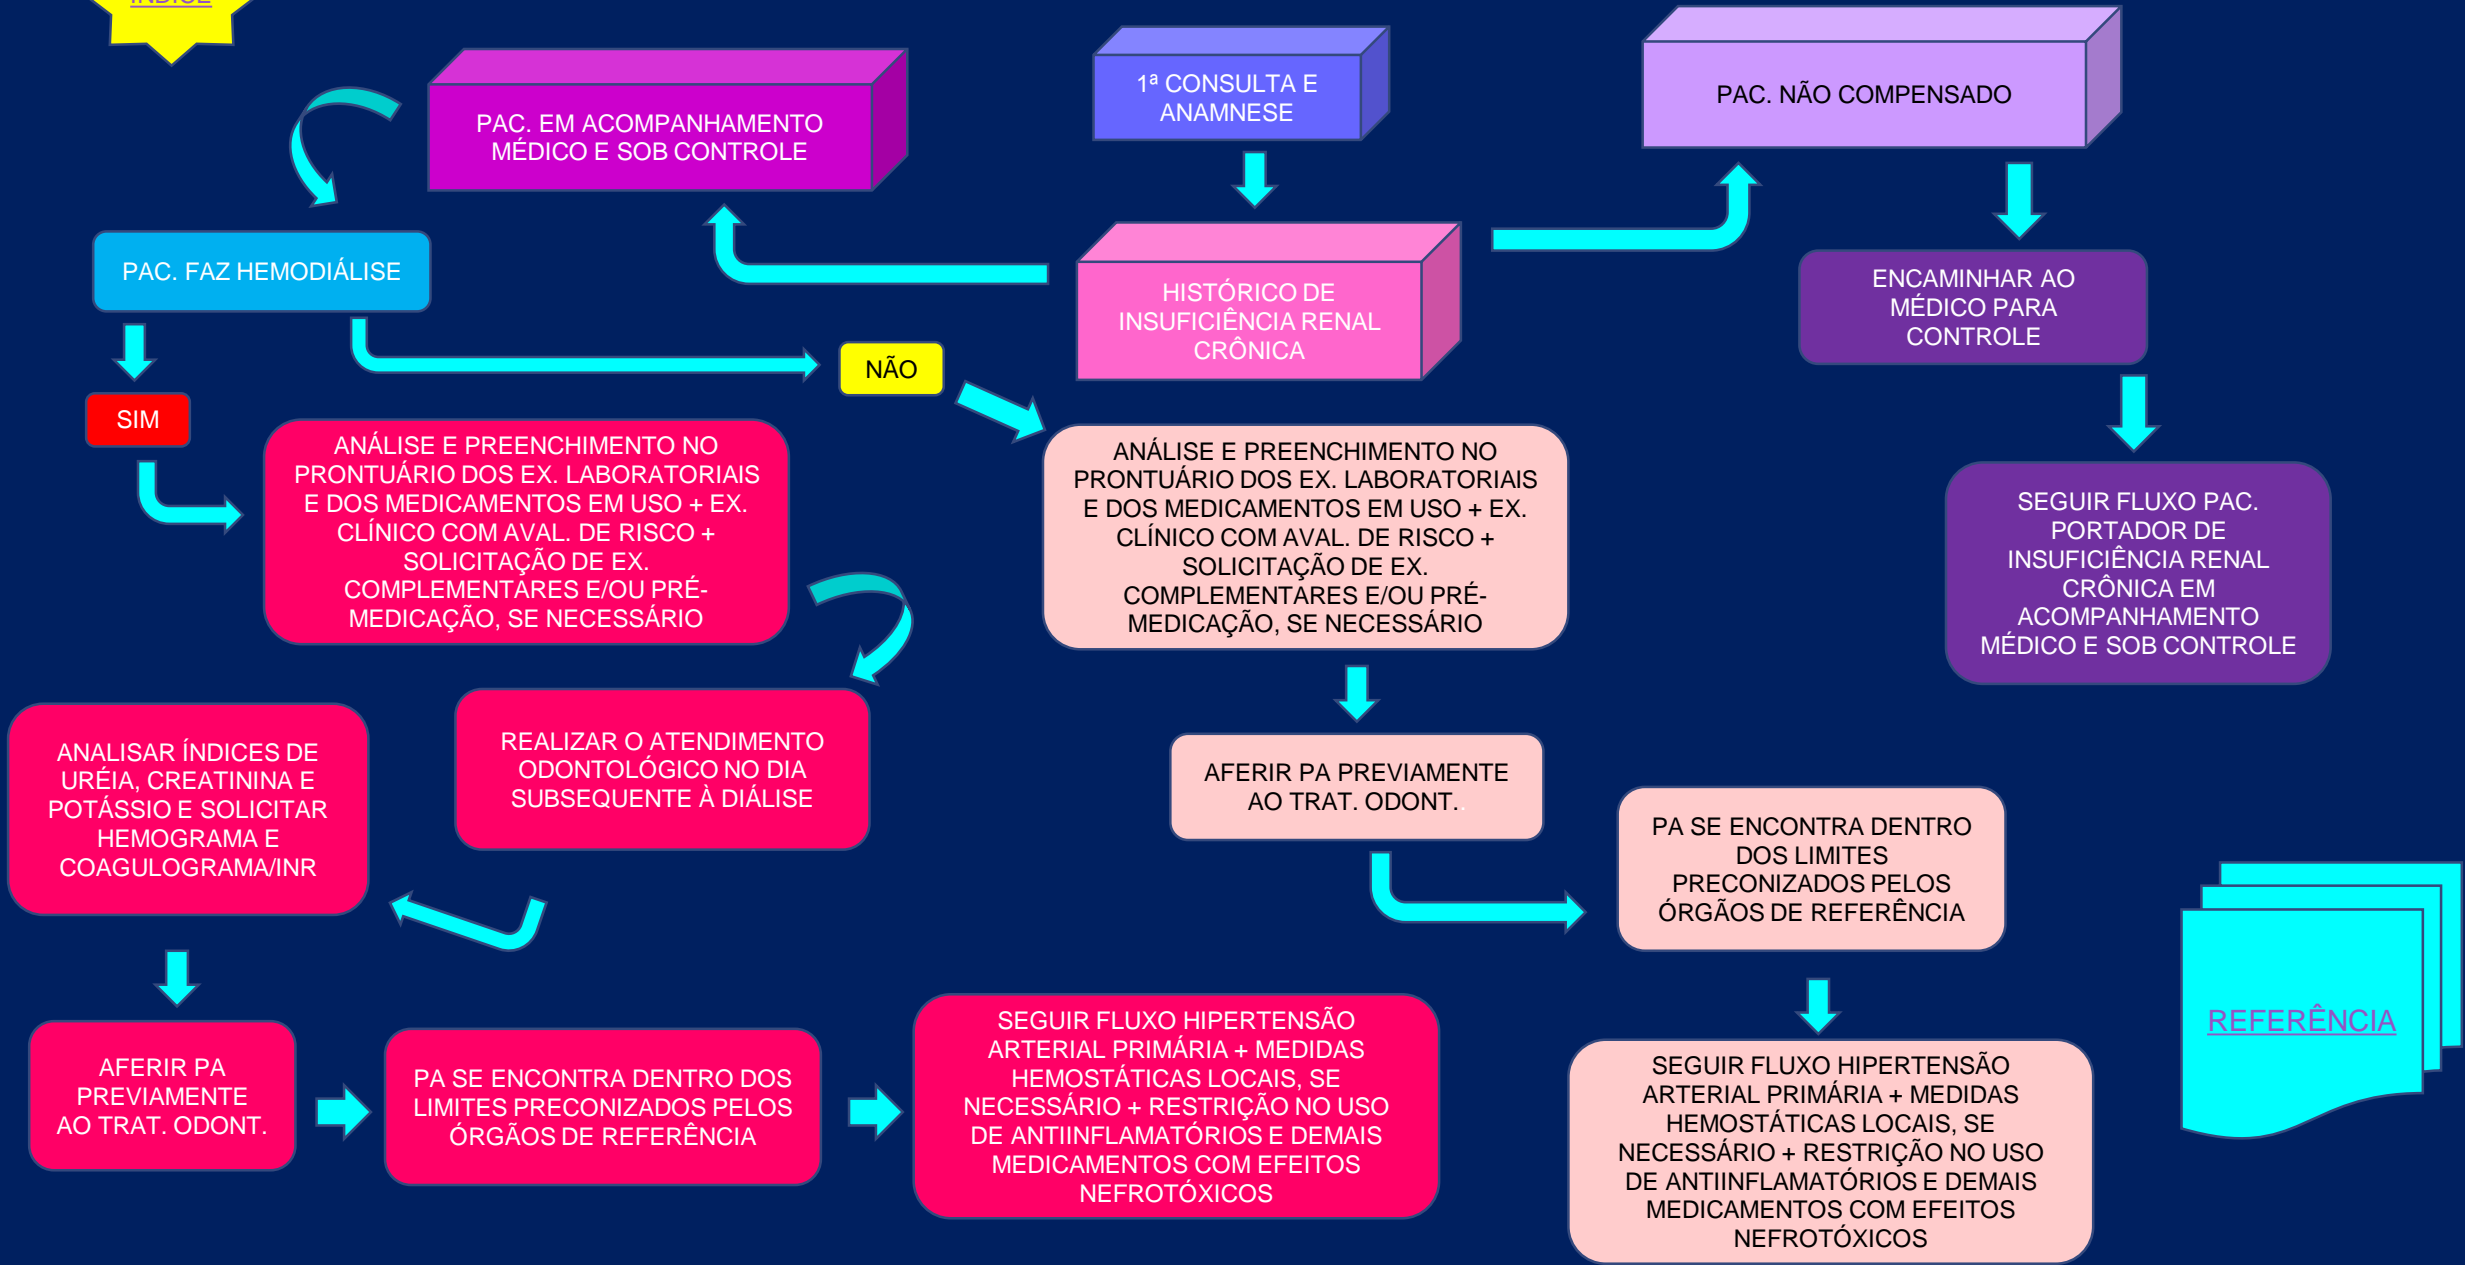 ÍNDICE
1ª CONSULTA E
ANAMNESE
HISTÓRICO DE
INSUFICIÊNCIA RENAL
CRÔNICA
PAC. EM ACOMPANHAMENTO
MÉDICO E SOB CONTROLE
PAC. NÃO COMPENSADO
PAC. FAZ HEMODIÁLISE
SIM
NÃO
ENCAMINHAR AO
MÉDICO PARA
CONTROLE
SEGUIR FLUXO PAC.
PORTADOR DE
INSUFICIÊNCIA RENAL
CRÔNICA EM
ACOMPANHAMENTO
MÉDICO E SOB CONTROLE
ANÁLISE E PREENCHIMENTO NO
PRONTUÁRIO DOS EX. LABORATORIAIS
E DOS MEDICAMENTOS EM USO + EX.
CLÍNICO COM AVAL. DE RISCO +
SOLICITAÇÃO DE EX.
COMPLEMENTARES E/OU PRÉ-
MEDICAÇÃO, SE NECESSÁRIO
REALIZAR O ATENDIMENTO
ODONTOLÓGICO NO DIA
SUBSEQUENTE À DIÁLISE
ANALISAR ÍNDICES DE
URÉIA, CREATININA E
POTÁSSIO E SOLICITAR
HEMOGRAMA E
COAGULOGRAMA/INR
AFERIR PA
PREVIAMENTE
AO TRAT. ODONT.
PA SE ENCONTRA DENTRO DOS
LIMITES PRECONIZADOS PELOS
ÓRGÃOS DE REFERÊNCIA
SEGUIR FLUXO HIPERTENSÃO
ARTERIAL PRIMÁRIA + MEDIDAS
HEMOSTÁTICAS LOCAIS, SE
NECESSÁRIO + RESTRIÇÃO NO USO
DE ANTIINFLAMATÓRIOS E DEMAIS
MEDICAMENTOS COM EFEITOS
NEFROTÓXICOS
ANÁLISE E PREENCHIMENTO NO
PRONTUÁRIO DOS EX. LABORATORIAIS
E DOS MEDICAMENTOS EM USO + EX.
CLÍNICO COM AVAL. DE RISCO +
SOLICITAÇÃO DE EX.
COMPLEMENTARES E/OU PRÉ-
MEDICAÇÃO, SE NECESSÁRIO
AFERIR PA PREVIAMENTE
AO TRAT. ODONT..
PA SE ENCONTRA DENTRO
DOS LIMITES
PRECONIZADOS PELOS
ÓRGÃOS DE REFERÊNCIA
SEGUIR FLUXO HIPERTENSÃO
ARTERIAL PRIMÁRIA + MEDIDAS
HEMOSTÁTICAS LOCAIS, SE
NECESSÁRIO + RESTRIÇÃO NO USO
DE ANTIINFLAMATÓRIOS E DEMAIS
MEDICAMENTOS COM EFEITOS
NEFROTÓXICOS
REFERÊNCIA